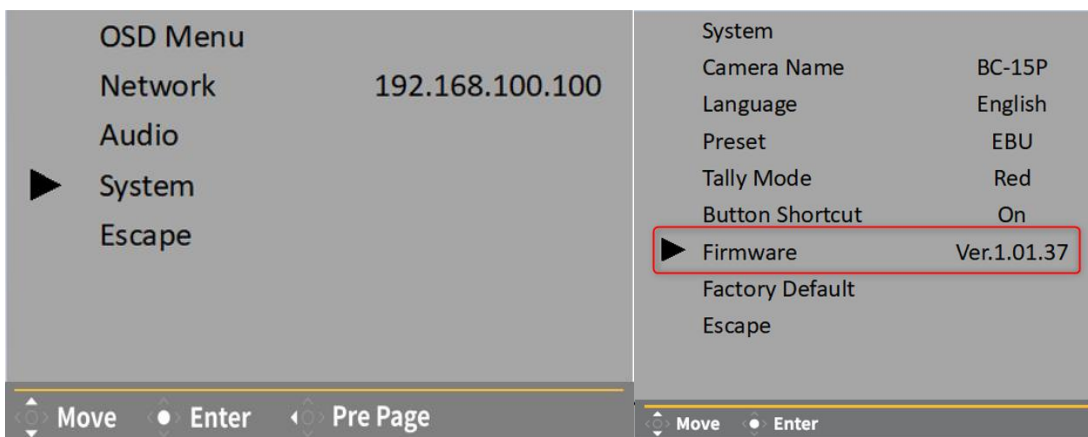 OSD Menu
Network 192.168.100.100
Audio
System
Escape
Move Enter Pre Page
System
Camera Name BC-15P
Language English
Preset EBU
Tally Mode Red
Button Shortcut On
Firmware Ver.1.01.37
Factory Default
Escape
Move Enter